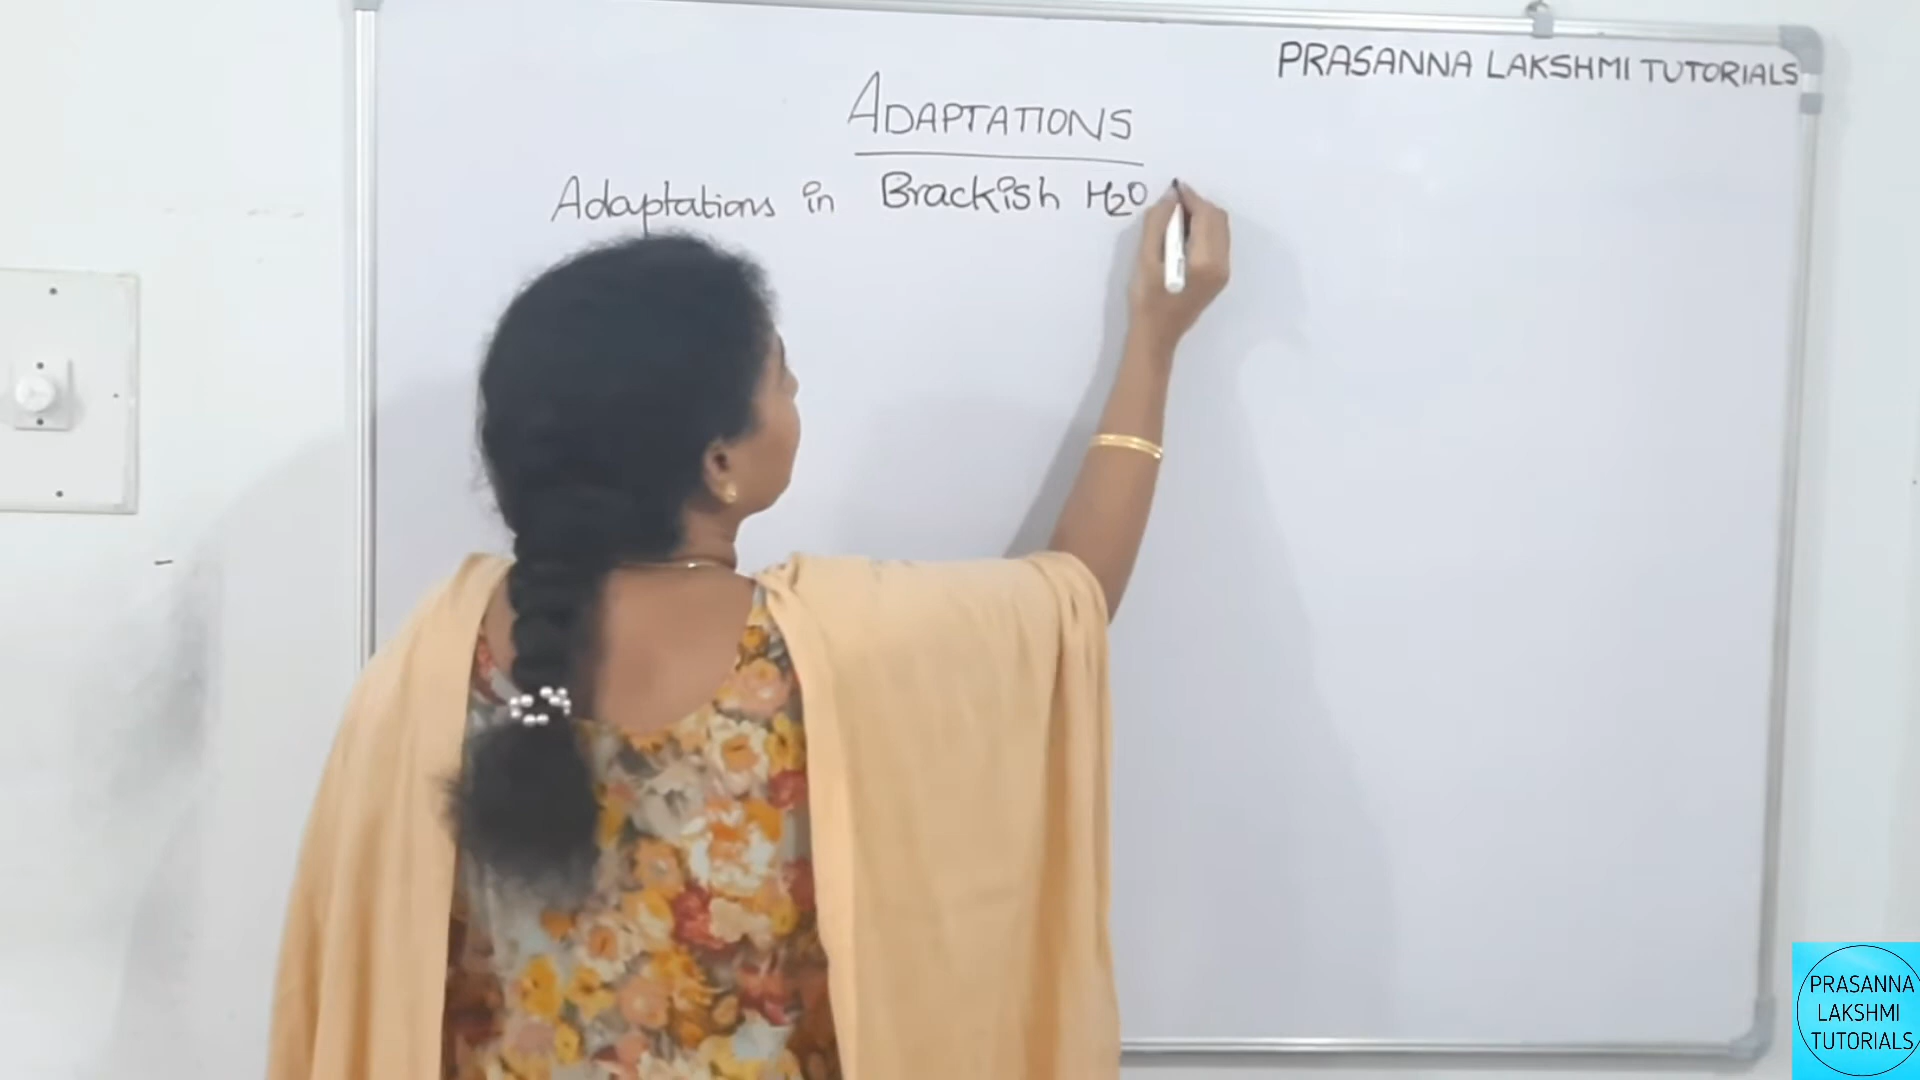 PRASANNA LAKSHMI TUTORIALS
ADAPTATIONS
Adaptations in Brackish H2O
PRASANNA
LAKSHMI
TUTORIALS